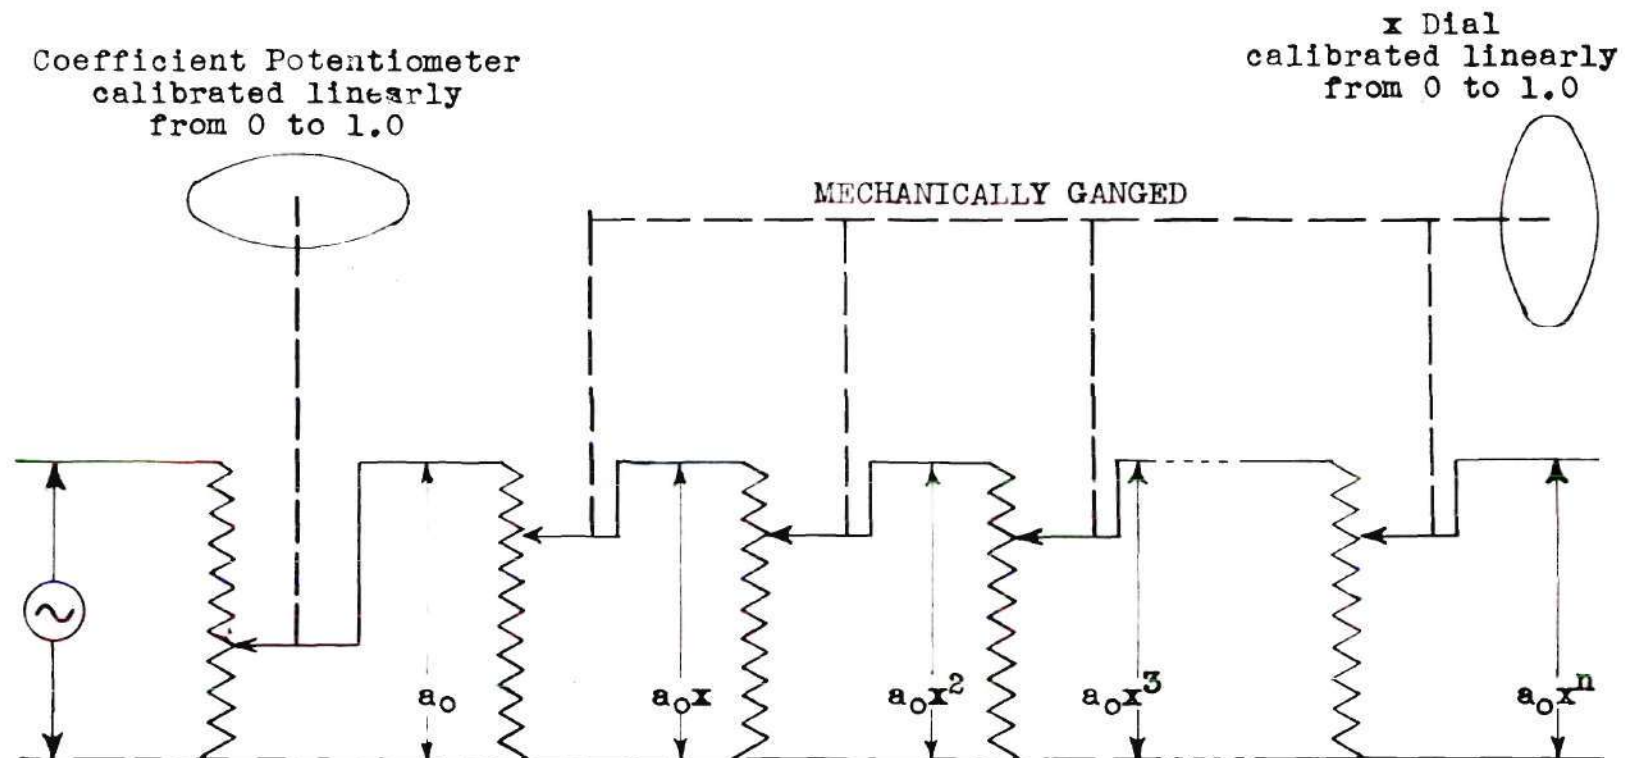 Coefficient Potentiometer
calibrated linearly
from 0 to 1.0
x Dial
calibrated linearly
from 0 to 1.0
MECHANICALLY GANGED
a₀
a₀x
a₀x²
a₀x³
a₀xⁿ